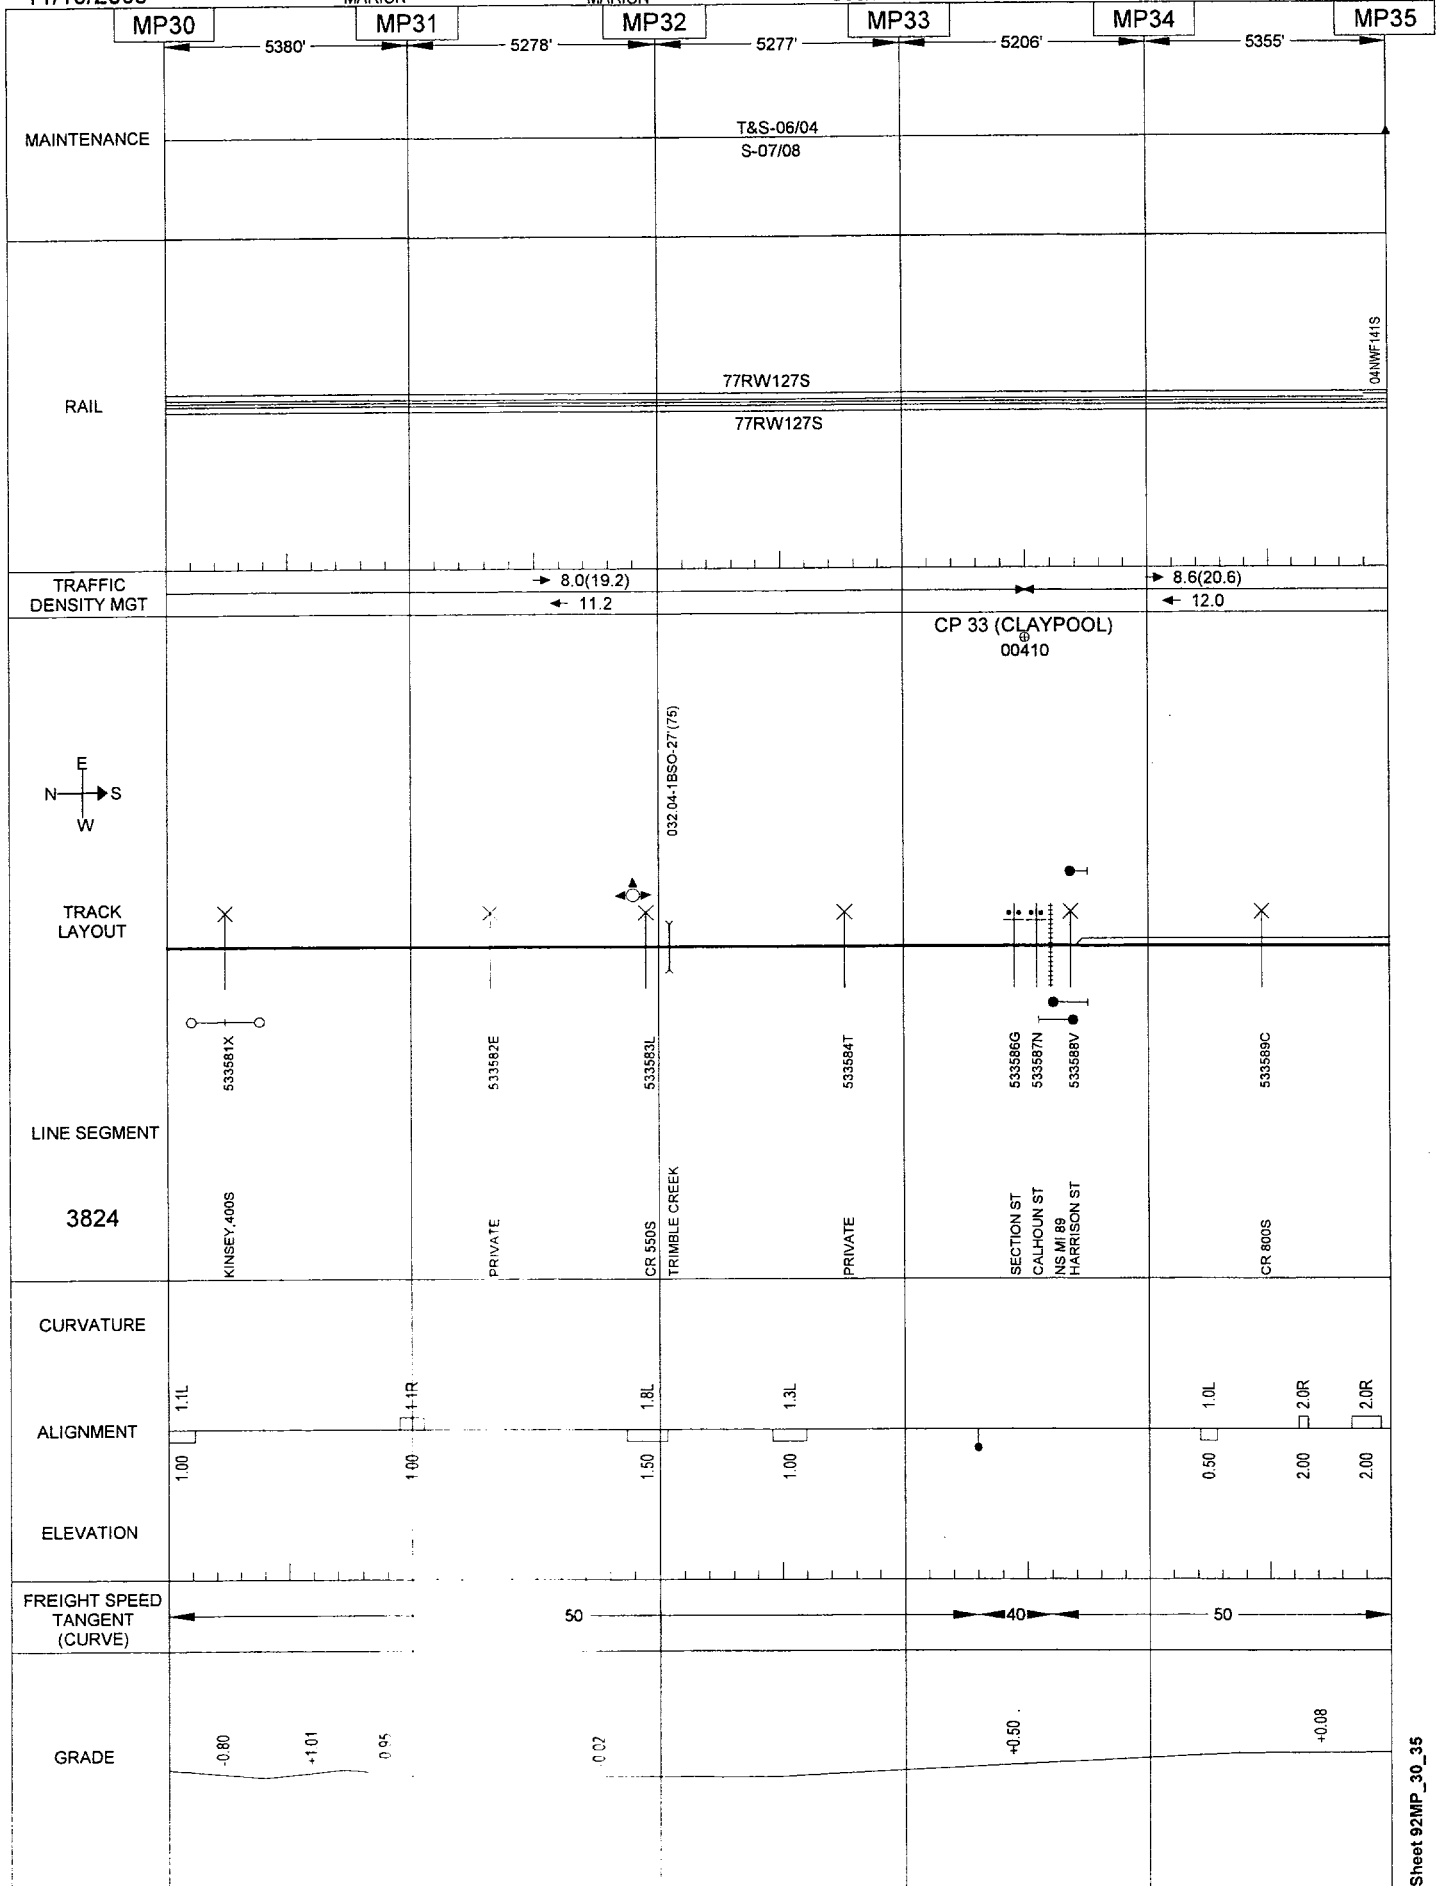 MP30 MP31 MP32 MP33 MP34 MP35
5380' 5278' 5277' 5206' 5355'
MAINTENANCE
T&S-06/04
S-07/08
04NWF141S
RAIL
77RW127S
77RW127S
TRAFFIC
DENSITY MGT
8.0(19.2)
11.2
8.6(20.6)
12.0
CP 33 (CLAYPOOL)
00410
032.04-1BSO-27'(75)
E
N S
W
TRACK
LAYOUT
533581X 533582E 533583L 533584T 533586G 533587N 533588V 533589C
LINE SEGMENT
3824
KINSEY,400S
PRIVATE
CR 550S
TRIMBLE CREEK
PRIVATE
SECTION ST
CALHOUN ST
NS MI 89
HARRISON ST
CR 800S
CURVATURE
1.1L 1.1R 1.8L 1.3L 1.0L 2.0R 2.0R
ALIGNMENT
1.00 1.00 1.50 1.00 0.50 2.00 2.00
ELEVATION
FREIGHT SPEED
TANGENT
(CURVE)
50 40 50
GRADE
-0.80 +1.01 0.95 0.02 +0.50 +0.08
Sheet 92MP_30_35